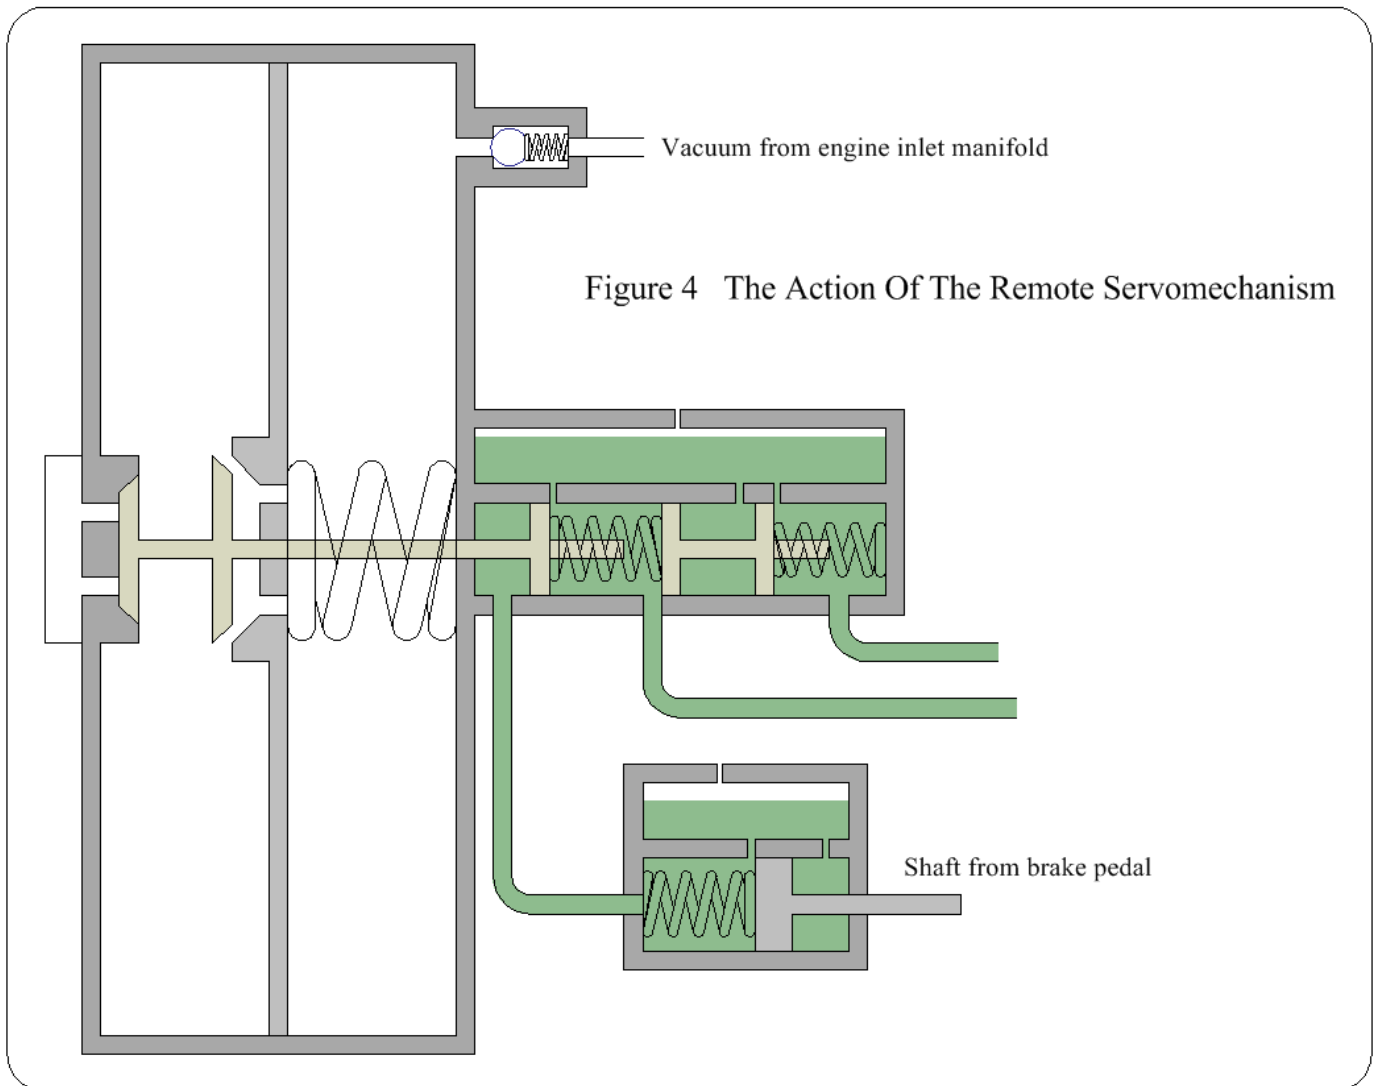 Vacuum from engine inlet manifold
Figure 4 The Action Of The Remote Servomechanism
Shaft from brake pedal